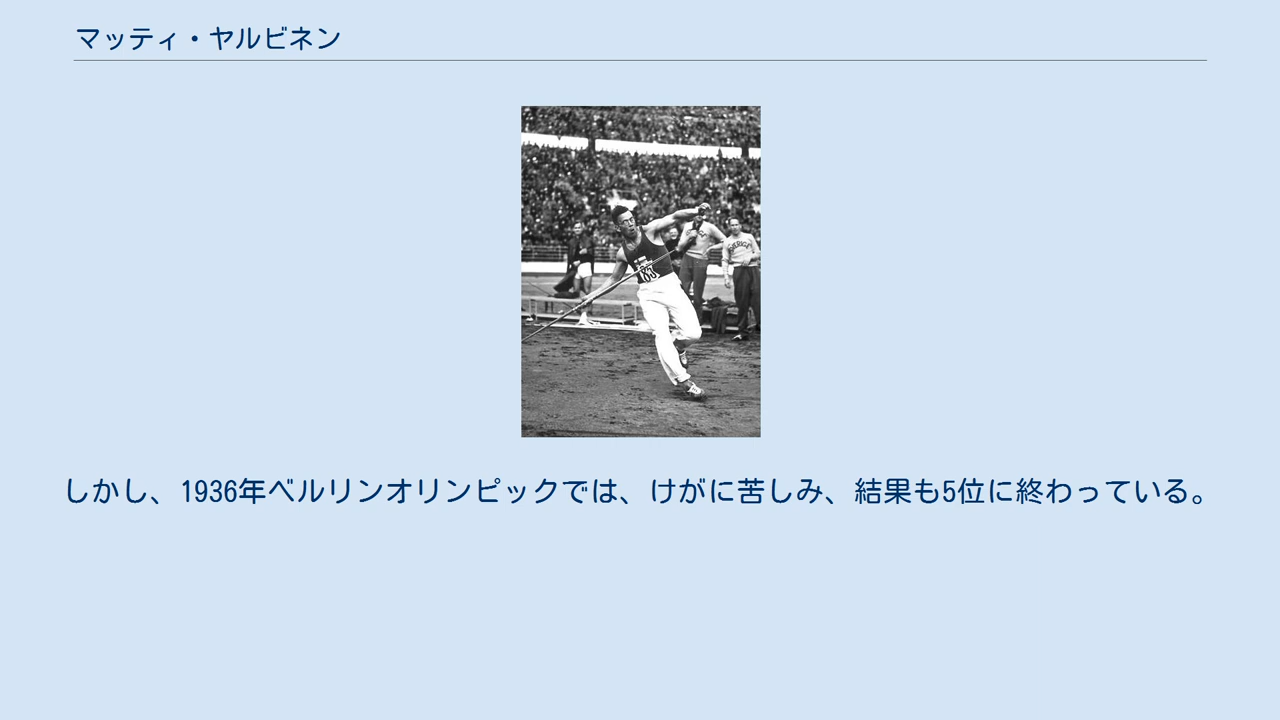 マッティ・ヤルビネン
83
しかし、1936年ベルリンオリンピックでは、けがに苦しみ、結果も5位に終わっている。